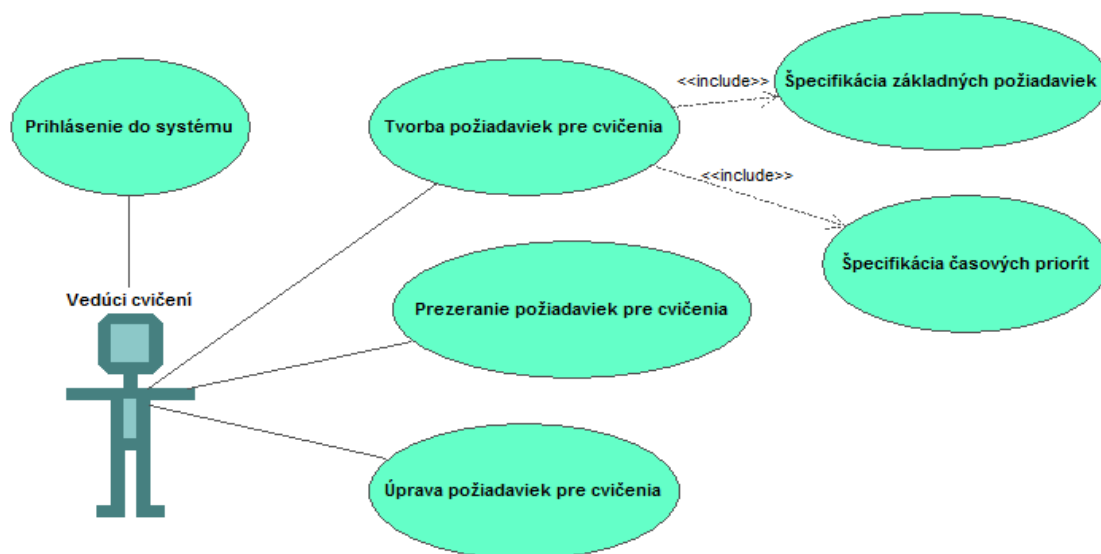 <<include>>
Špecifikácia základných požiadaviek
Prihlásenie do systému
Tvorba požiadaviek pre cvičenia
<<include>>
Špecifikácia časových priorít
Vedúci cvičení
Prezeranie požiadaviek pre cvičenia
Úprava požiadaviek pre cvičenia